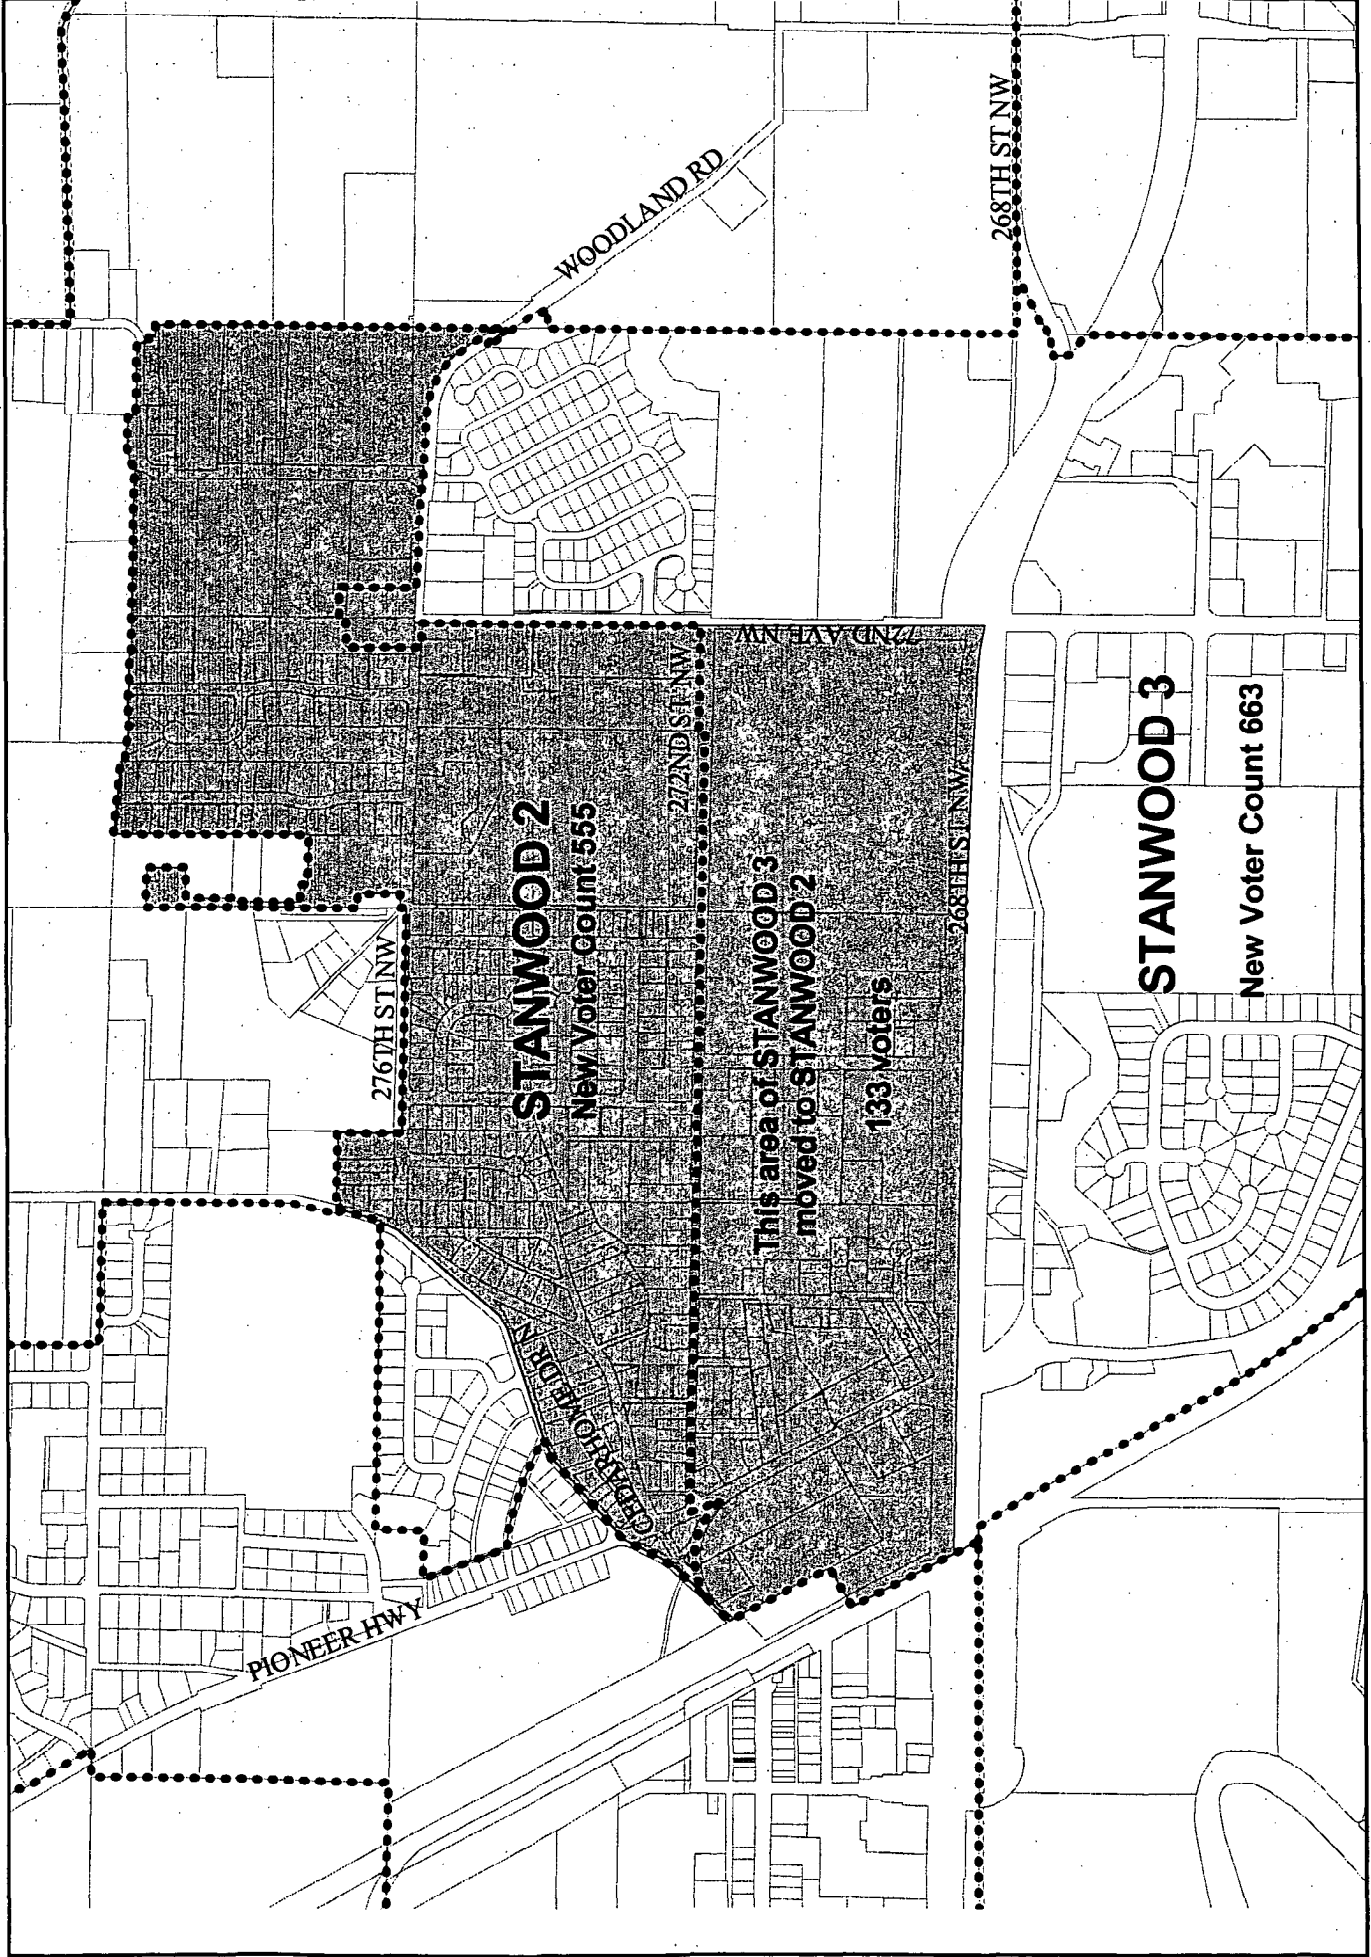 PIONEER HWY
276TH ST NW
WOODLAND RD
CEDARHOME DR N
STANWOOD 2
New Voter Count 555
272ND ST NW
72ND AVE NW
This area of STANWOOD 3
moved to STANWOOD 2
133 voters
268TH ST NW
268TH ST NW
STANWOOD 3
New Voter Count 663